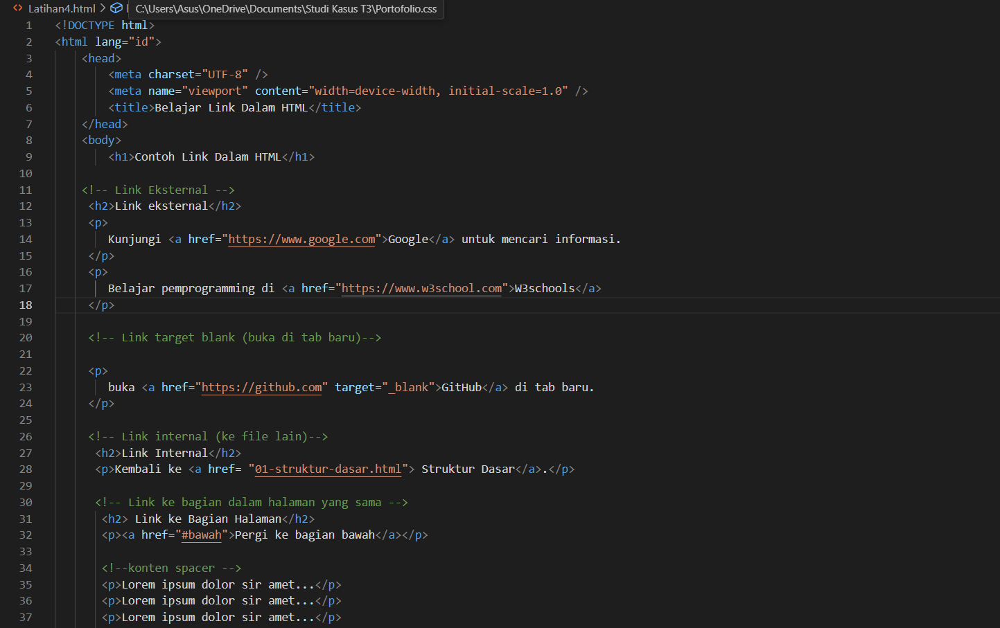 Latihan4.html > C:\Users\Asus\OneDrive\Documents\Studi Kasus T3\Portofolio.css
1 <!DOCTYPE html>
2 <html lang="id">
3 <head>
4 <meta charset="UTF-8" />
5 <meta name="viewport" content="width=device-width, initial-scale=1.0" />
6 <title>Belajar Link Dalam HTML</title>
7 </head>
8 <body>
9 <h1>Contoh Link Dalam HTML</h1>
10
11 <!-- Link Eksternal -->
12 <h2>Link eksternal</h2>
13 <p>
14 Kunjungi <a href="https://www.google.com">Google</a> untuk mencari informasi.
15 </p>
16 <p>
17 Belajar pemprogramming di <a href="https://www.w3school.com">W3schools</a>
18 </p>
19
20 <!-- Link target blank (buka di tab baru)-->
21
22 <p>
23 buka <a href="https://github.com" target="_blank">GitHub</a> di tab baru.
24 </p>
25
26 <!-- Link internal (ke file lain)-->
27 <h2>Link Internal</h2>
28 <p>Kembali ke <a href= "01-struktur-dasar.html"> Struktur Dasar</a>.</p>
29
30 <!-- Link ke bagian dalam halaman yang sama -->
31 <h2> Link ke Bagian Halaman</h2>
32 <p><a href="#bawah">Pergi ke bagian bawah</a></p>
33
34 <!--konten spacer -->
35 <p>Lorem ipsum dolor sir amet...</p>
36 <p>Lorem ipsum dolor sir amet...</p>
37 <p>Lorem ipsum dolor sir amet...</p>